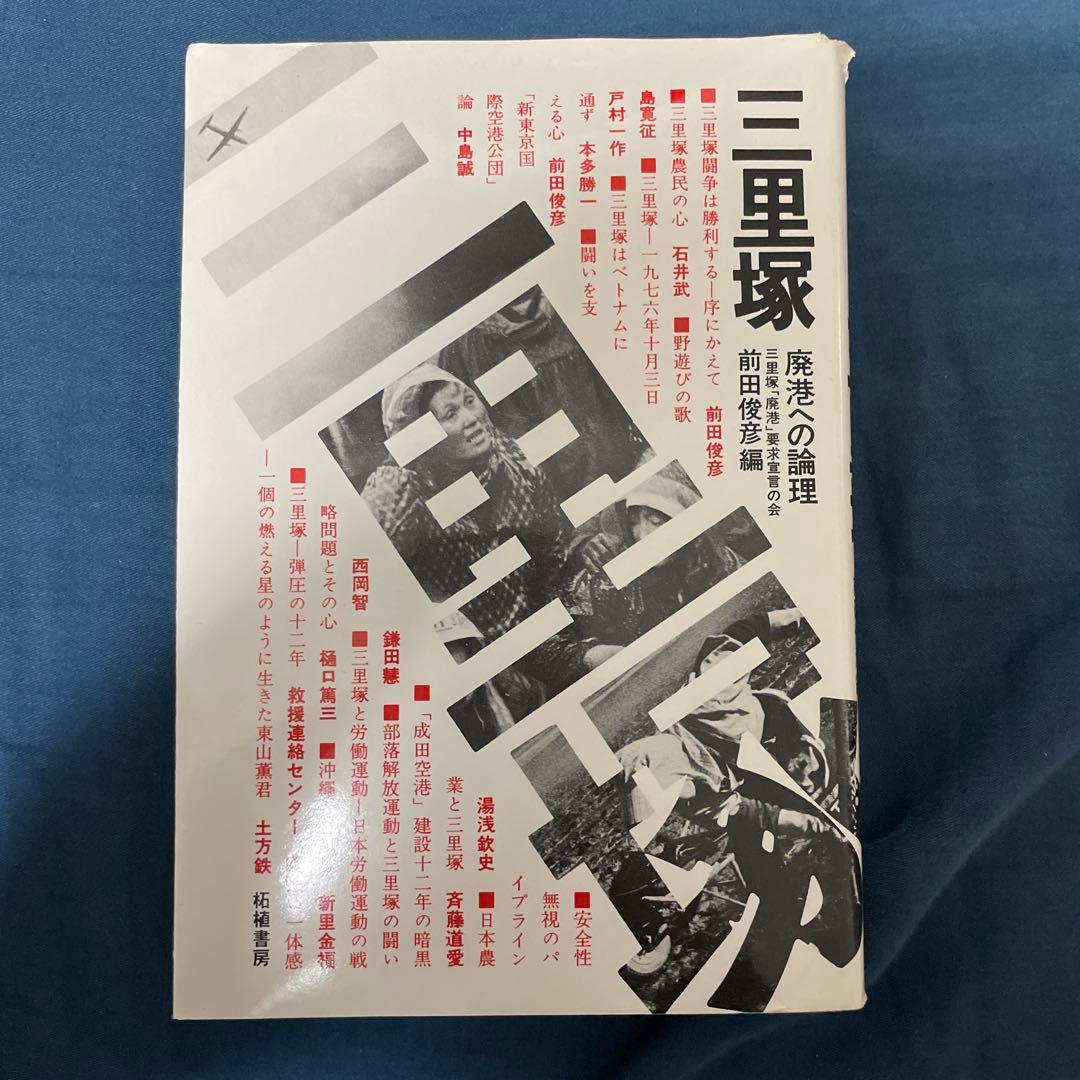 三里塚
廃港への論理
三里塚「廃港」要求宣言の会
前田俊彦編
■三里塚闘争は勝利する―序にかえて 前田俊彦
■三里塚農民の心 石井武 ■野遊びの歌
島寛征 ■三里塚―一九七六年十月三日
戸村一作 ■三里塚はベトナムに
通ず 本多勝一 ■闘いを支
える心 前田俊彦
「新東京国
際空港公団」
論 中島誠
■安全性
無視のパ
イプライン
湯浅欽史 ■日本農
業と三里塚 斉藤道愛
■「成田空港」建設十二年の暗黒
鎌田慧 ■部落解放運動と三里塚の闘い
西岡智 ■三里塚と労働運動―日本労働運動の戦
略問題とその心 樋口篤三 ■沖縄 新里金福
■三里塚―弾圧の十二年 救援連絡センター 一体感
―一個の燃える星のように生きた東山薫君 土方鉄
柘植書房